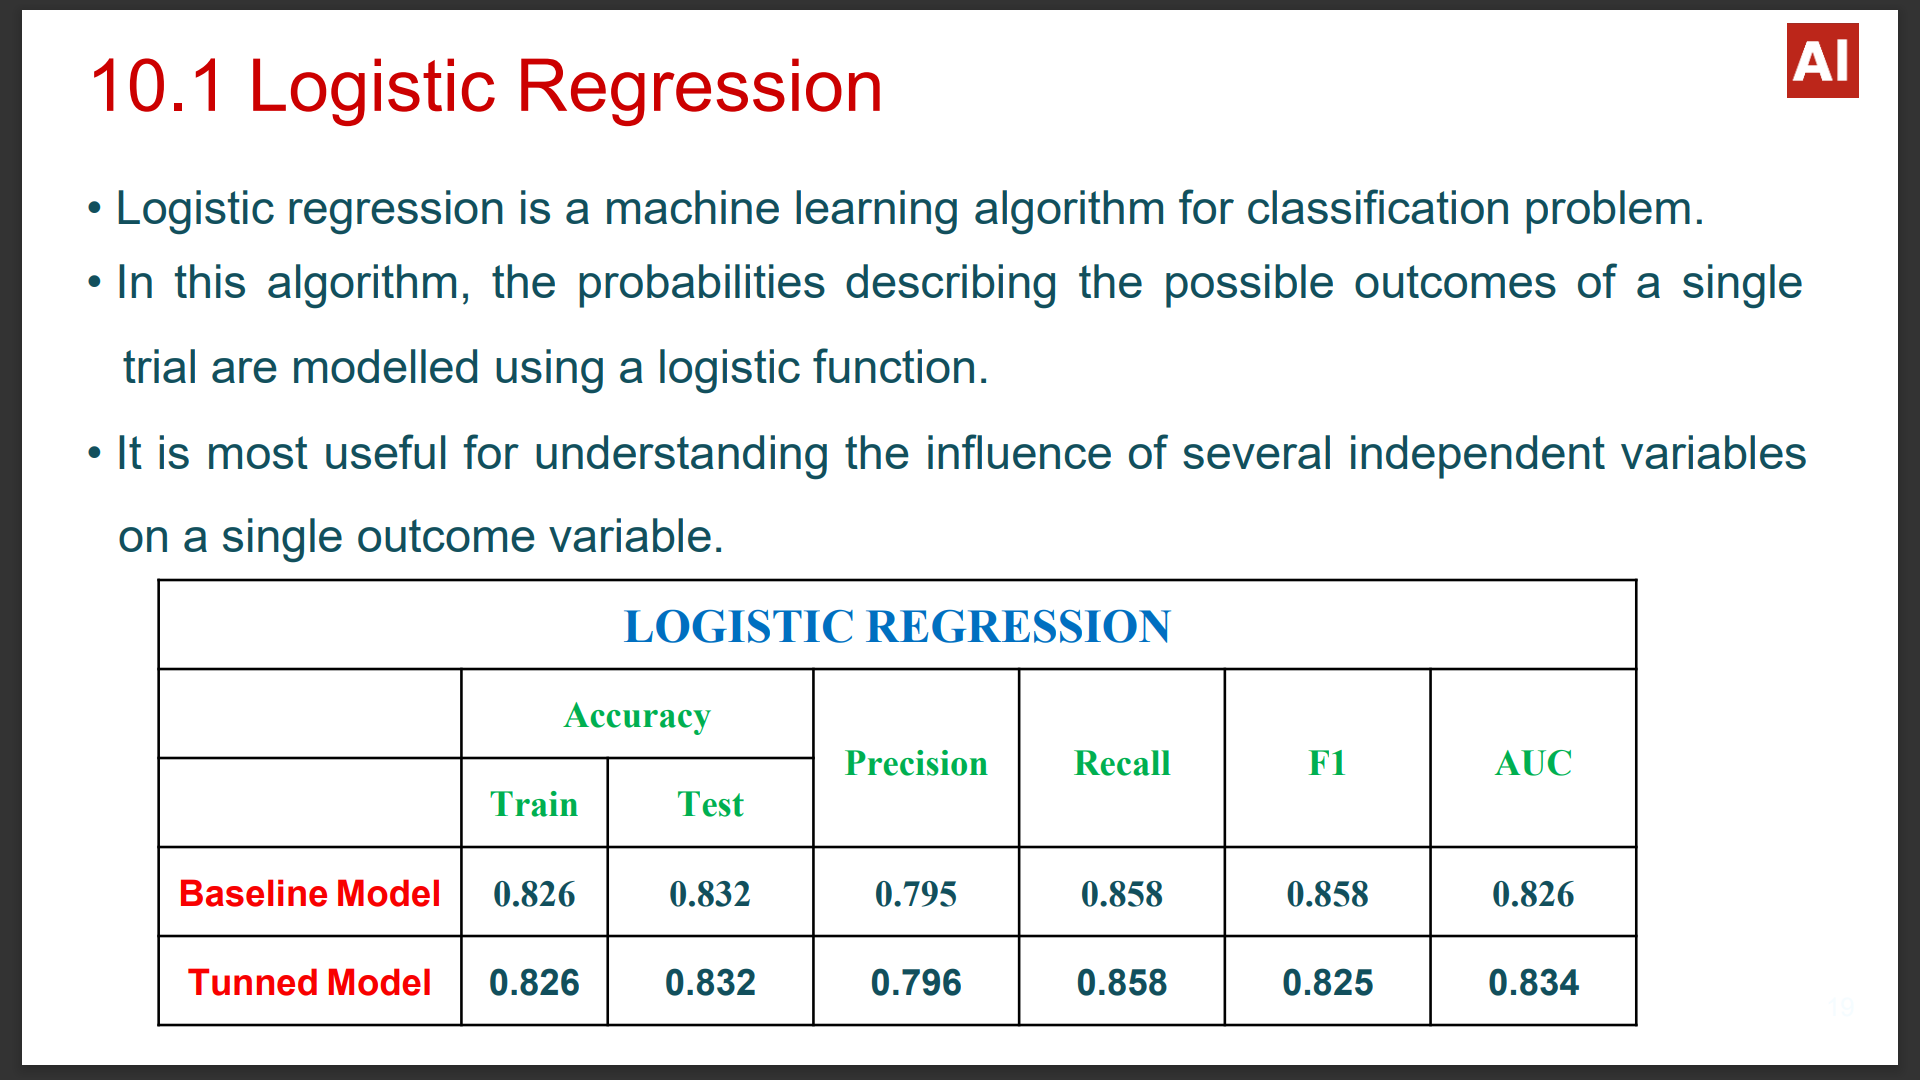 10.1 Logistic Regression
AI
• Logistic regression is a machine learning algorithm for classification problem.
• In this algorithm, the probabilities describing the possible outcomes of a single
trial are modelled using a logistic function.
• It is most useful for understanding the influence of several independent variables
on a single outcome variable.
LOGISTIC REGRESSION
Accuracy Precision Recall F1 AUC
Train Test
Baseline Model 0.826 0.832 0.795 0.858 0.858 0.826
Tunned Model 0.826 0.832 0.796 0.858 0.825 0.834
19